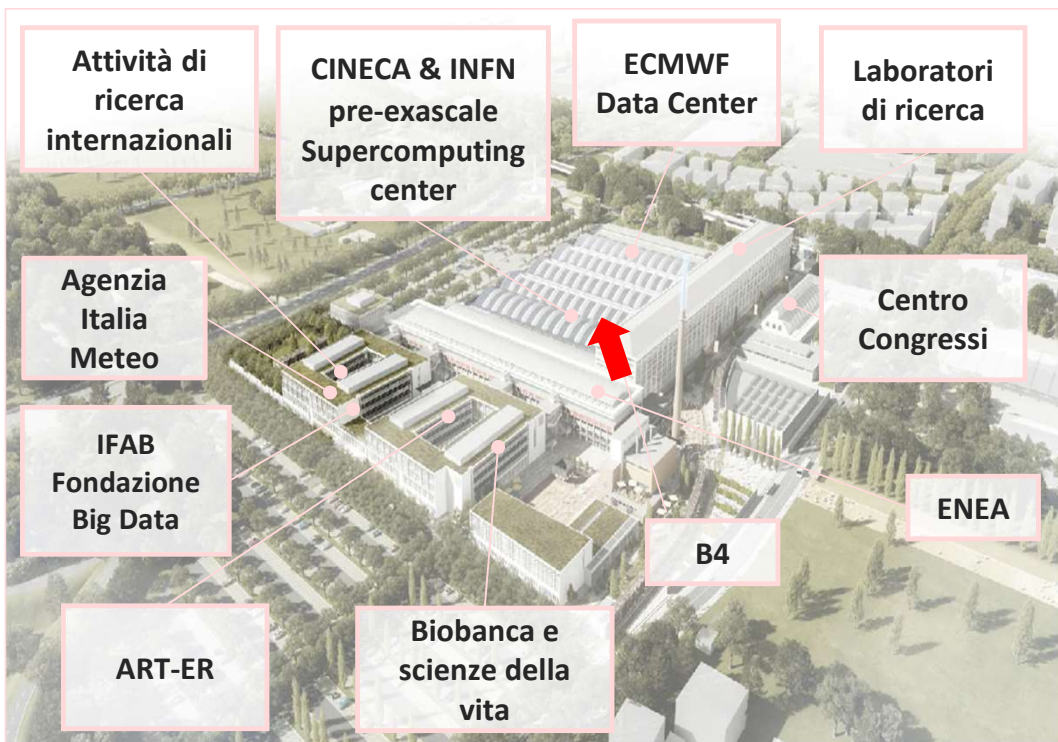 Attività di
ricerca
internazionali
CINECA & INFN
pre-exascale
Supercomputing
center
ECMWF
Data Center
Laboratori
di ricerca
Agenzia
Italia
Meteo
Centro
Congressi
IFAB
Fondazione
Big Data
ENEA
B4
ART-ER
Biobanca e
scienze della
vita